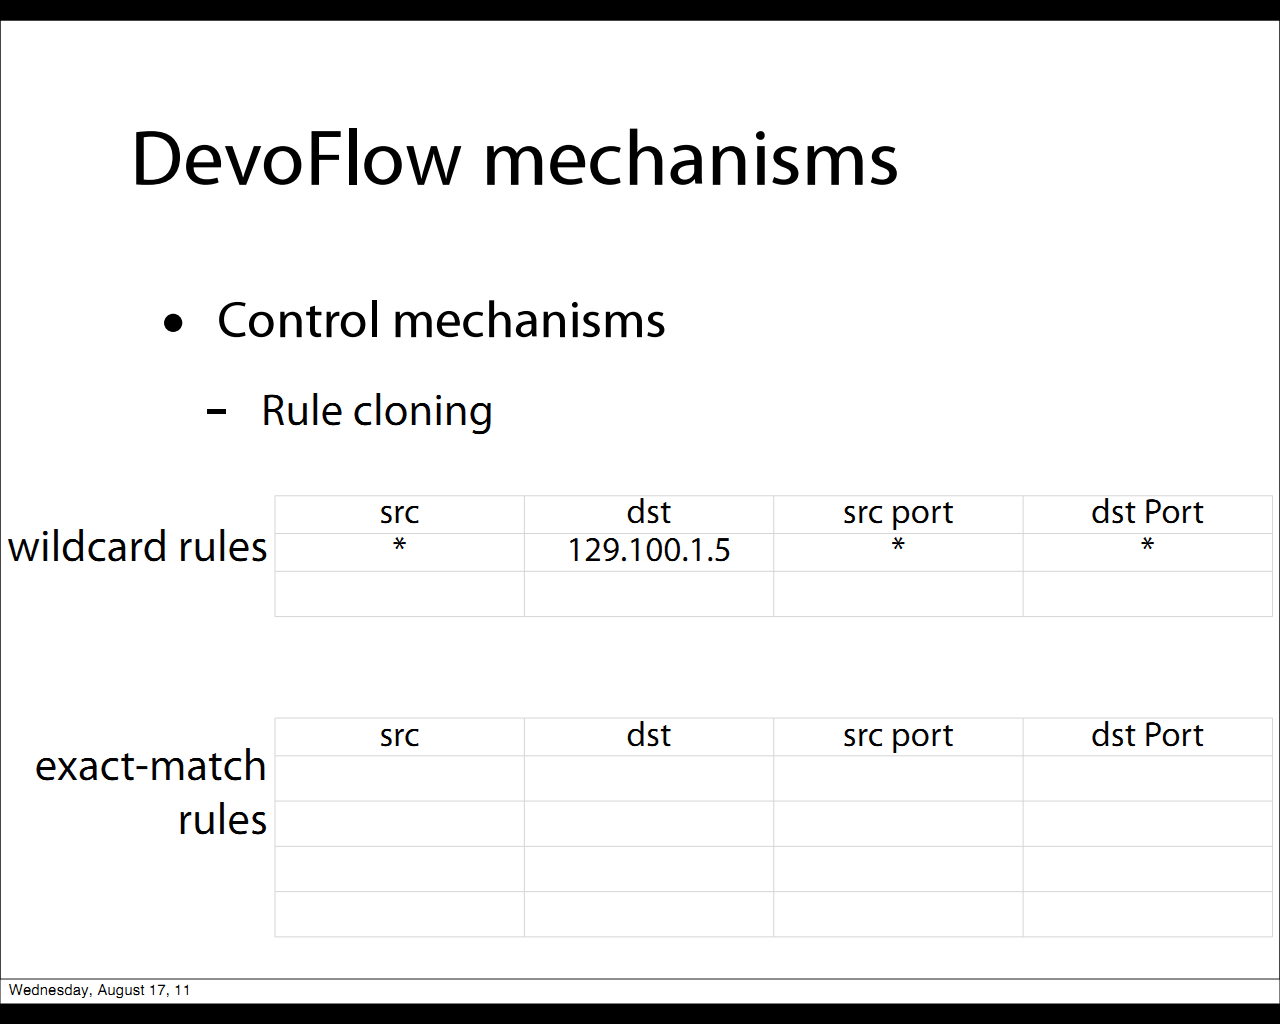 DevoFlow mechanisms
• Control mechanisms
– Rule cloning
src dst src port dst Port
wildcard rules * 129.100.1.5 * *
src dst src port dst Port
exact-match
rules
Wednesday, August 17, 11